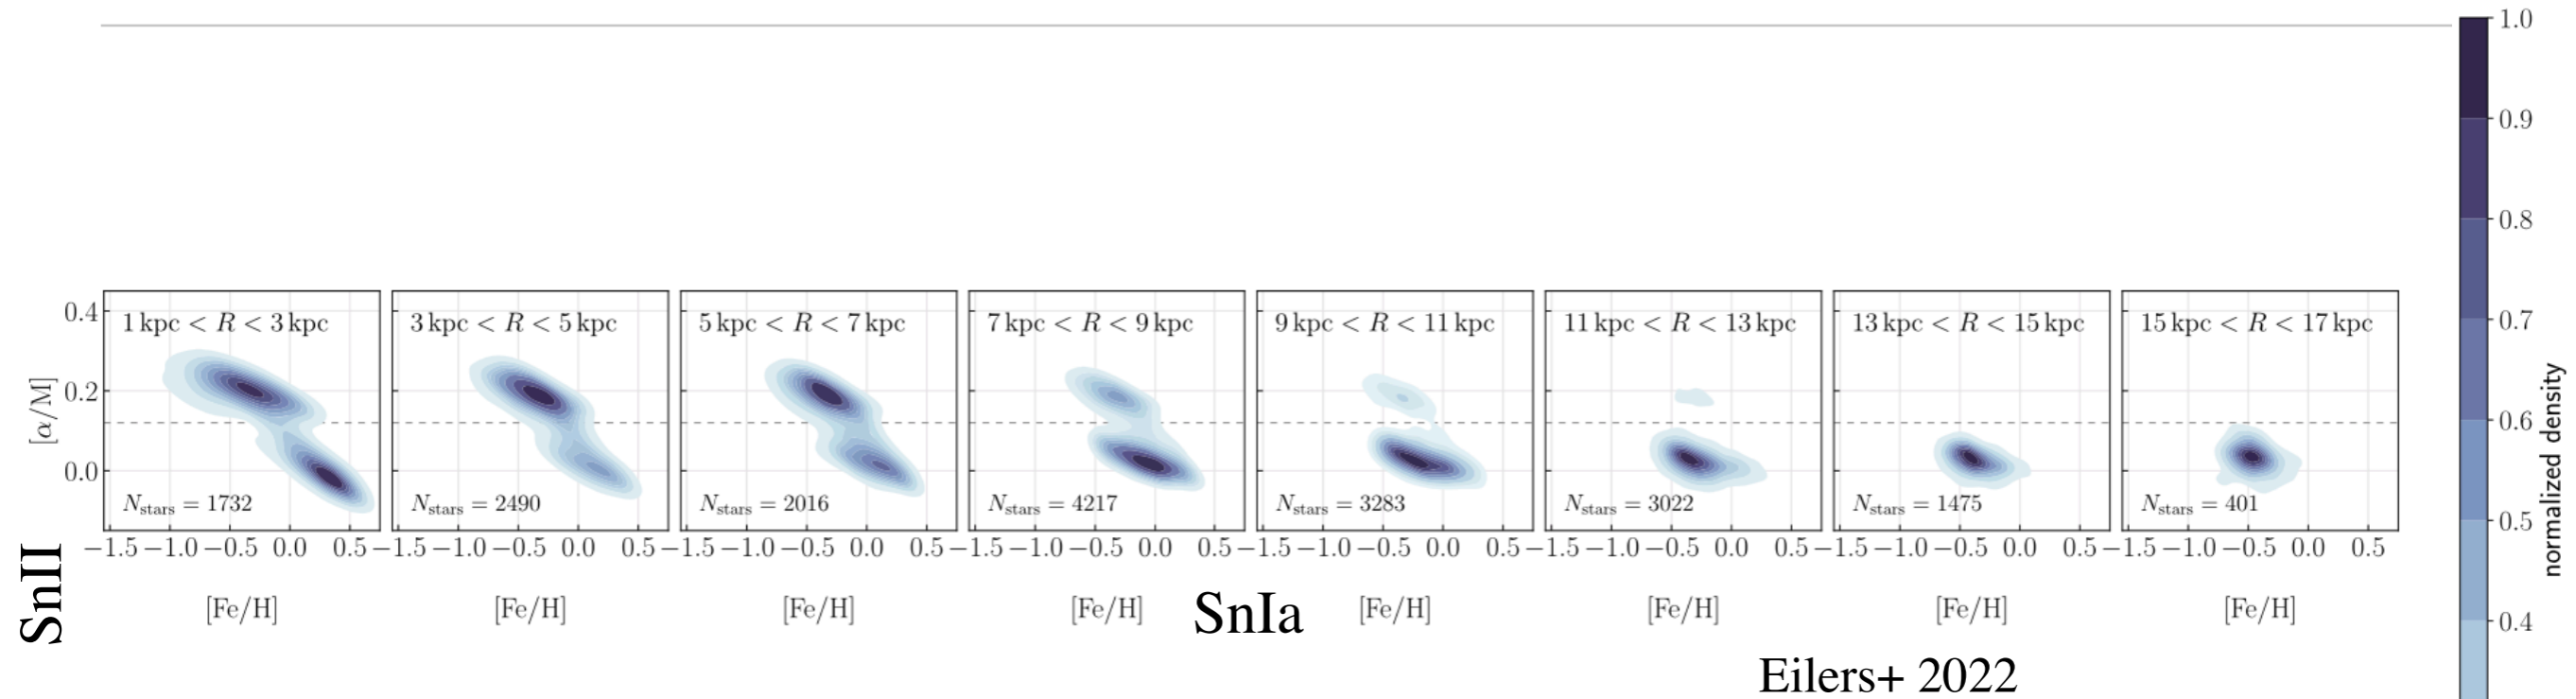 1.0
0.9
0.8
0.7
0.6
0.5
0.4
normalized density
0.4
0.2
0.0
[α/M]
1 kpc < R < 3 kpc
3 kpc < R < 5 kpc
5 kpc < R < 7 kpc
7 kpc < R < 9 kpc
9 kpc < R < 11 kpc
11 kpc < R < 13 kpc
13 kpc < R < 15 kpc
15 kpc < R < 17 kpc
Nstars = 1732
Nstars = 2490
Nstars = 2016
Nstars = 4217
Nstars = 3283
Nstars = 3022
Nstars = 1475
Nstars = 401
−1.5 −1.0 −0.5 0.0 0.5
−1.5 −1.0 −0.5 0.0 0.5
−1.5 −1.0 −0.5 0.0 0.5
−1.5 −1.0 −0.5 0.0 0.5
−1.5 −1.0 −0.5 0.0 0.5
−1.5 −1.0 −0.5 0.0 0.5
−1.5 −1.0 −0.5 0.0 0.5
−1.5 −1.0 −0.5 0.0 0.5
SnII
[Fe/H]
[Fe/H]
[Fe/H]
[Fe/H]
SnIa
[Fe/H]
[Fe/H]
[Fe/H]
[Fe/H]
Eilers+ 2022